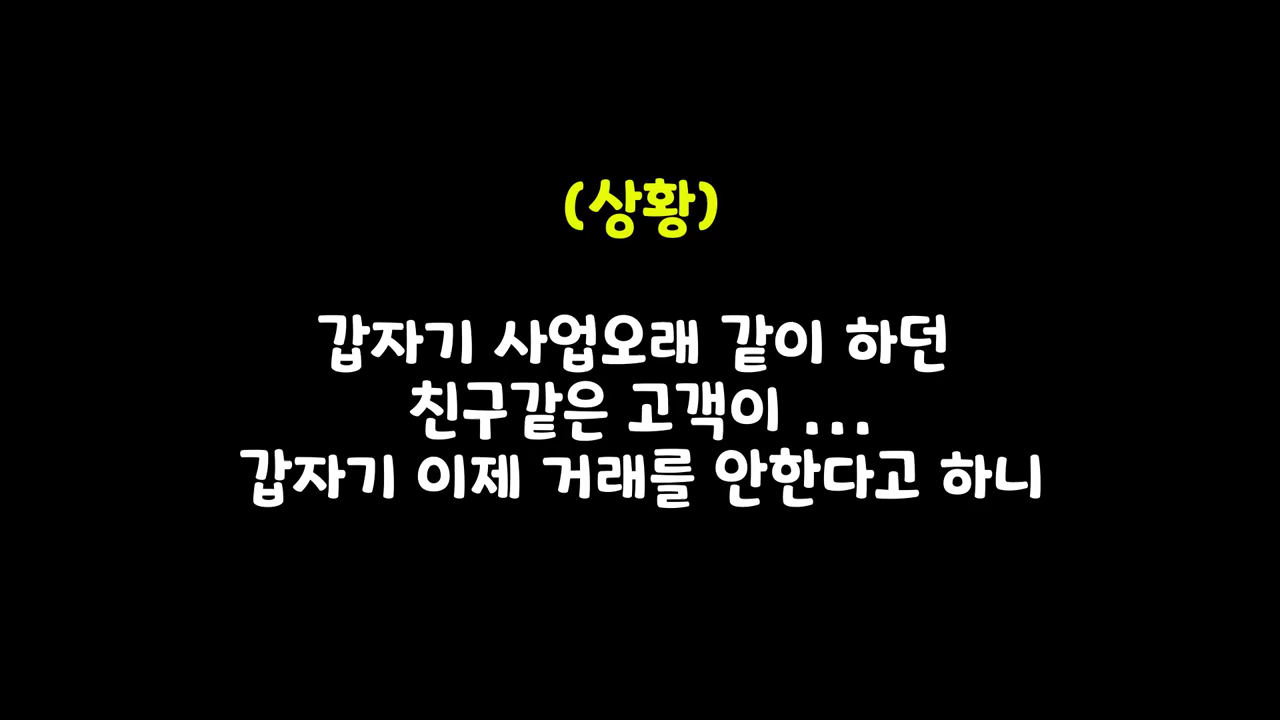 (상황)
갑자기 사업오래 같이 하던
친구같은 고객이 ...
갑자기 이제 거래를 안한다고 하니